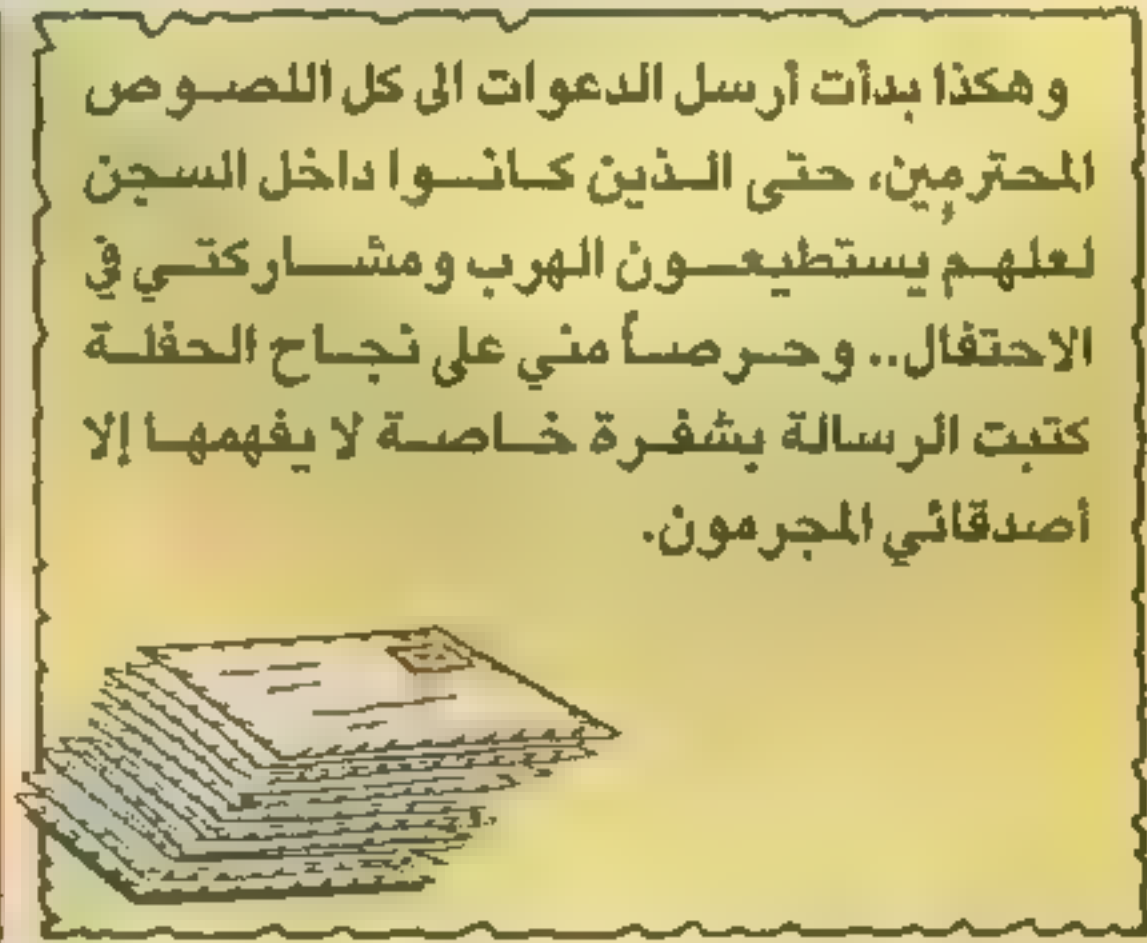 وهكذا بدأت أرسل الدعوات الى كل اللصوص
المحترمين، حتى الذين كانوا داخل السجن
لعلهم يستطيعون الهرب ومشاركتي في
الاحتفال.. وحرصاً مني على نجاح الحفلة
كتبت الرسالة بشفرة خاصة لا يفهمها إلا
أصدقائي المجرمون.